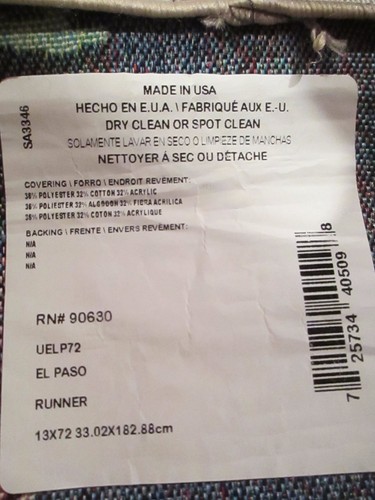 SA3346
MADE IN USA
HECHO EN E.U.A. \ FABRIQUÉ AUX E.-U.
DRY CLEAN OR SPOT CLEAN
SOLAMENTE LAVAR EN SECO O LIMPIEZE DE MANCHAS
NETTOYER Á SEC OU DÈTACHE
COVERING \ FORRO \ ENDROIT REVÈMENT:
36% POLYESTER 32% COTTON 32% ACRYLIC
36% POLIESTER 32% ALGODON 32% FIBRA ACRILICA
36% POLYESTER 32% COTON 32% ACRYLIQUE
BACKING \ FRENTE \ ENVERS REVÈMENT:
N/A
N/A
N/A
RN# 90630
UELP72
EL PASO
RUNNER
13X72 33.02X182.88cm
7 25734 40509 8